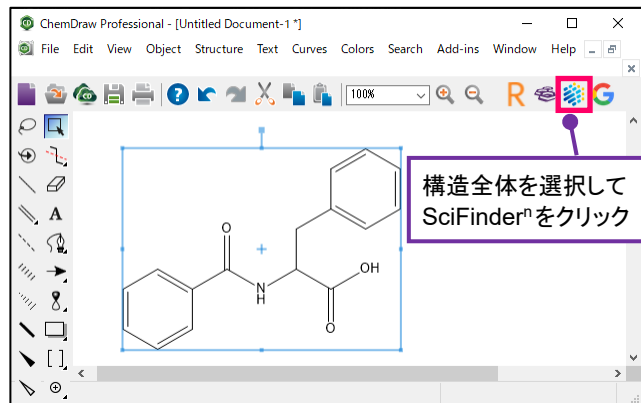 ChemDraw Professional - [Untitled Document-1 *]
File Edit View Object Structure Text Curves Colors Search Add-ins Window Help
CD 100% R G
A
構造全体を選択して
SciFinderⁿをクリック
O
N
H
OH
O